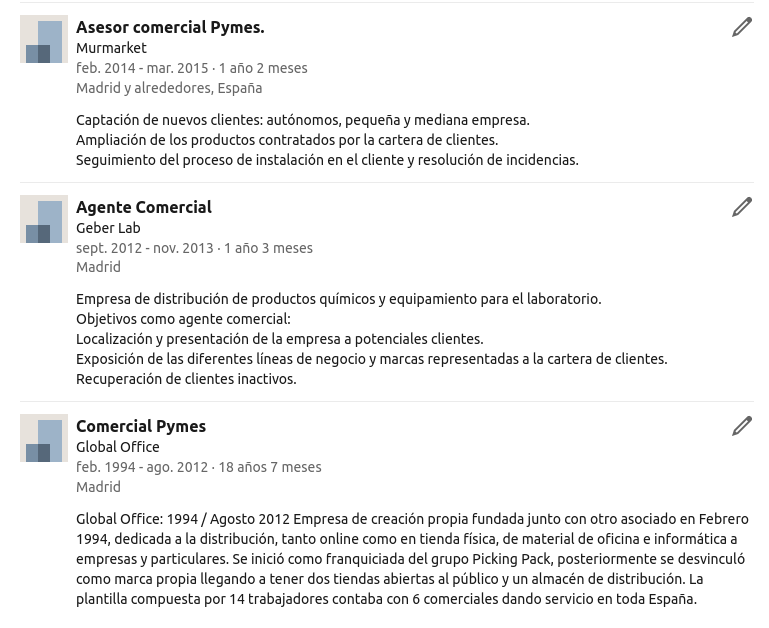 Asesor comercial Pymes.
Murmarket
feb. 2014 - mar. 2015 · 1 año 2 meses
Madrid y alrededores, España
Captación de nuevos clientes: autónomos, pequeña y mediana empresa.
Ampliación de los productos contratados por la cartera de clientes.
Seguimiento del proceso de instalación en el cliente y resolución de incidencias.
Agente Comercial
Geber Lab
sept. 2012 - nov. 2013 · 1 año 3 meses
Madrid
Empresa de distribución de productos químicos y equipamiento para el laboratorio.
Objetivos como agente comercial:
Localización y presentación de la empresa a potenciales clientes.
Exposición de las diferentes líneas de negocio y marcas representadas a la cartera de clientes.
Recuperación de clientes inactivos.
Comercial Pymes
Global Office
feb. 1994 - ago. 2012 · 18 años 7 meses
Madrid
Global Office: 1994 / Agosto 2012 Empresa de creación propia fundada junto con otro asociado en Febrero
1994, dedicada a la distribución, tanto online como en tienda física, de material de oficina e informática a
empresas y particulares. Se inició como franquiciada del grupo Picking Pack, posteriormente se desvinculó
como marca propia llegando a tener dos tiendas abiertas al público y un almacén de distribución. La
plantilla compuesta por 14 trabajadores contaba con 6 comerciales dando servicio en toda España.